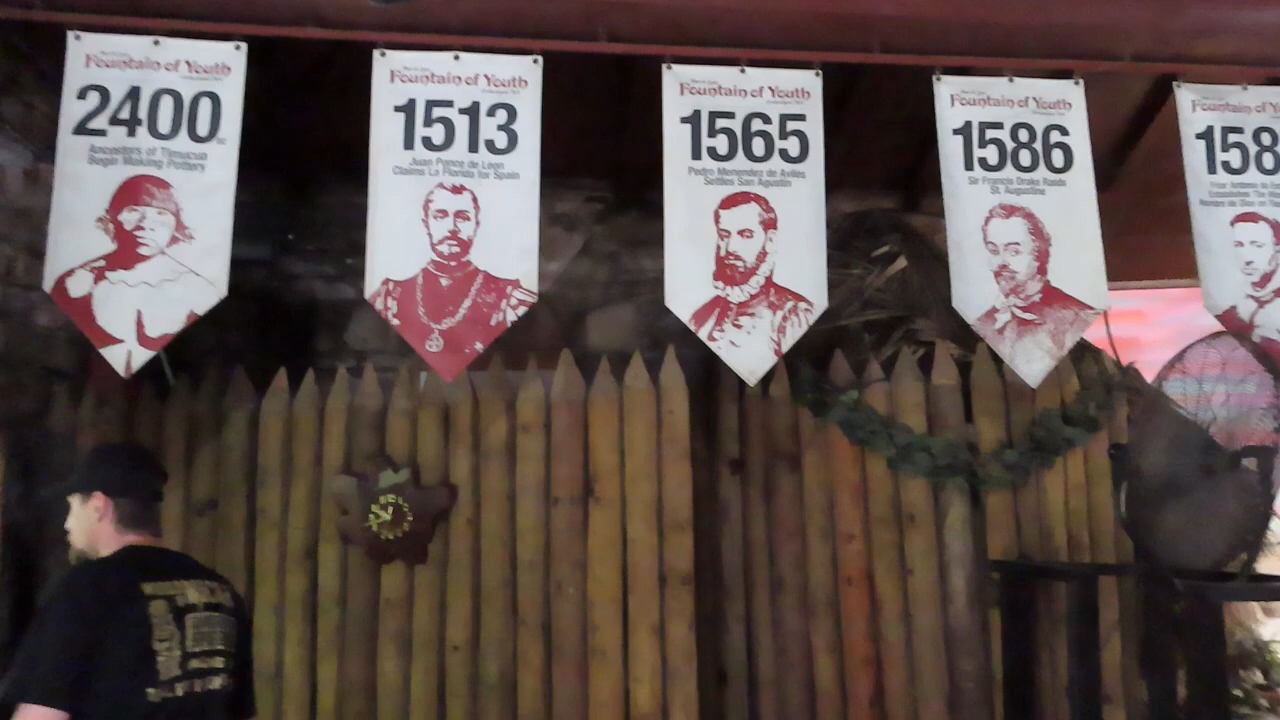 Fountain of Youth
2400
Ancestors of Timucua
Begin Making Pottery
Fountain of Youth
1513
Juan Ponce de Leon
Claims La Florida for Spain
Fountain of Youth
1565
Pedro Menendez de Aviles
Settles San Agustin
Fountain of Youth
1586
Sir Francis Drake Raids
St. Augustine
Fountain of Youth
158